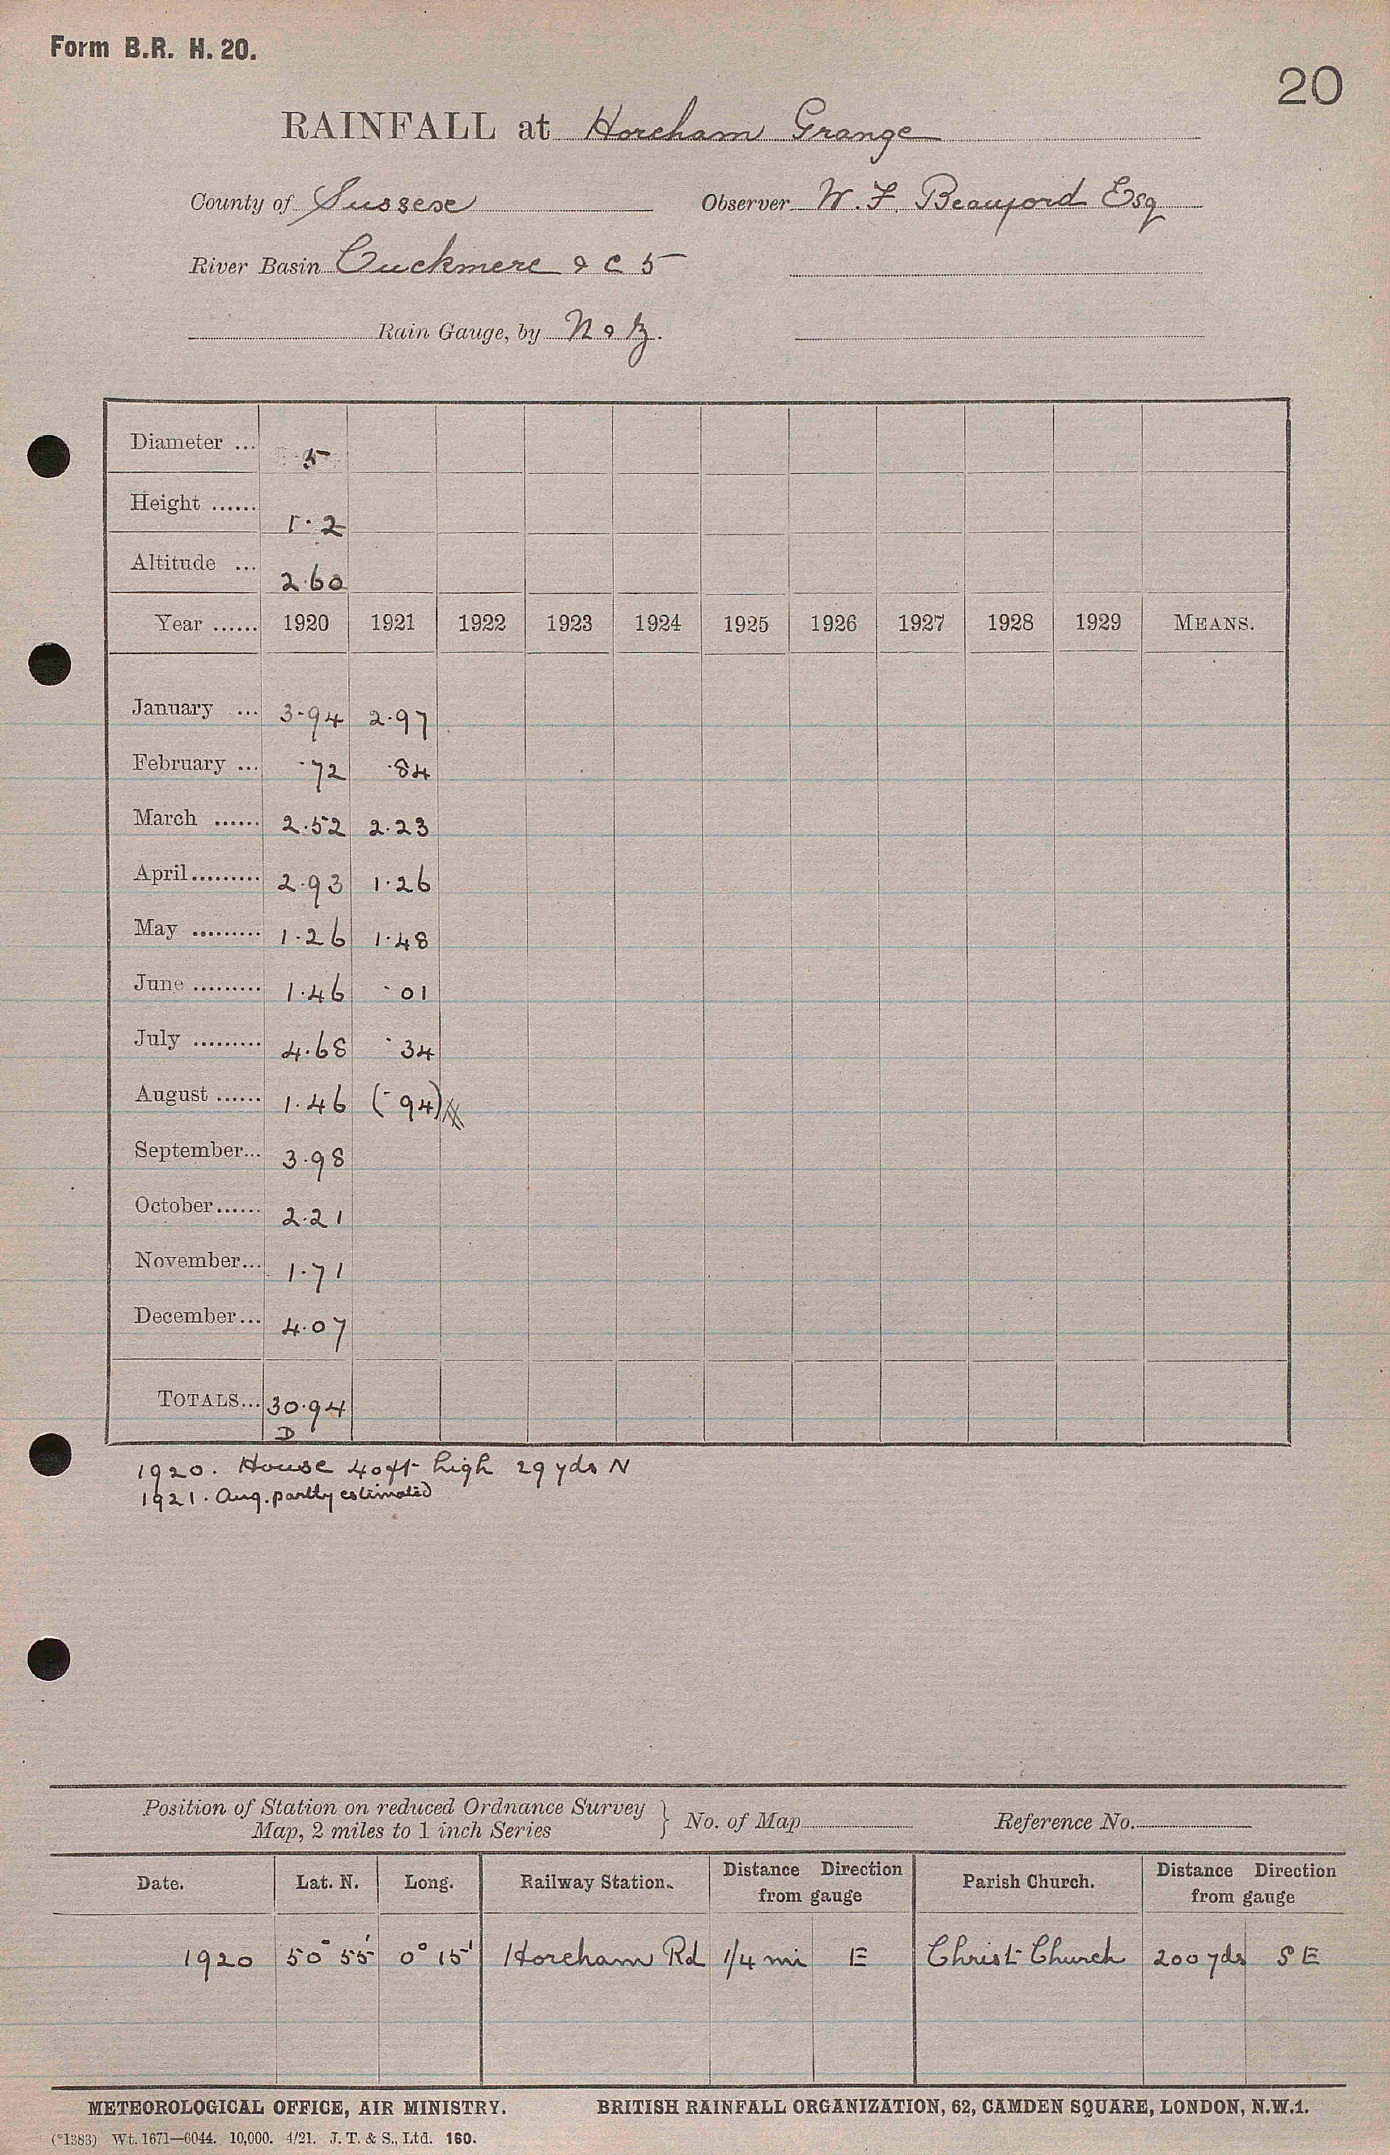 Form B.R. H. 20.
20
RAINFALL at Horeham Grange
County of Sussex Observer W. F. Beauford Esq
River Basin Cuckmere & C 5
Rain Gauge, by N & Z.
Diameter ... 5
Height ...... 1.2
Altitude ... 260
Year ...... 1920 1921 1922 1923 1924 1925 1926 1927 1928 1929 MEANS.
January ... 3.94 2.97
February ... .72 .84
March ...... 2.52 2.23
April......... 2.93 1.26
May ......... 1.26 1.48
June ......... 1.46 .01
July ......... 4.68 .34
August ...... 1.46 (.94)
September... 3.98
October...... 2.21
November... 1.71
December... 4.07
TOTALS... 30.94
D
1920. House 40ft high 29 yds N
1921. Aug. partly estimated
Position of Station on reduced Ordnance Survey
Map, 2 miles to 1 inch Series } No. of Map Reference No.
Date. Lat. N. Long. Railway Station. Distance Direction from gauge Parish Church. Distance Direction from gauge
1920 50° 55' 0° 15' Horeham Rd 1/4 mi E Christ Church 200 yds S E
METEOROLOGICAL OFFICE, AIR MINISTRY. BRITISH RAINFALL ORGANIZATION, 62, CAMDEN SQUARE, LONDON, N.W.1.
(*1383) Wt. 1671—6044. 10,000. 4/21. J. T. & S., Ltd. 160.